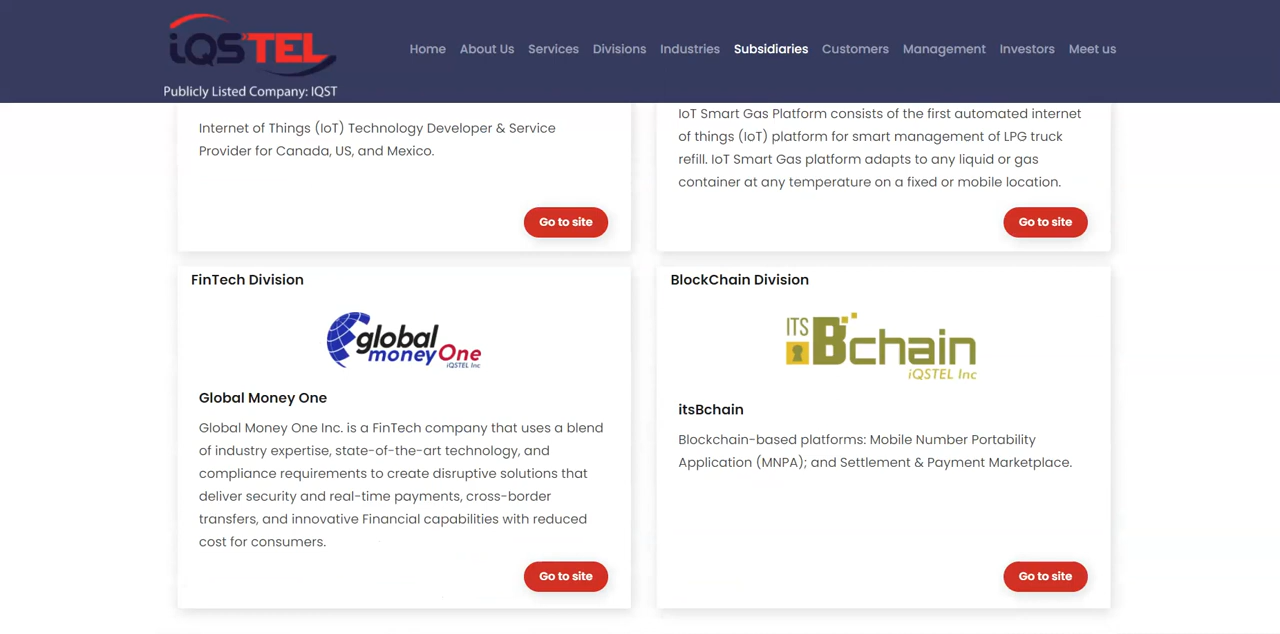 iQSTEL
Publicly Listed Company: IQST
Home About Us Services Divisions Industries Subsidiaries Customers Management Investors Meet us
Internet of Things (IoT) Technology Developer & Service
Provider for Canada, US, and Mexico.
Go to site
IoT Smart Gas Platform consists of the first automated internet
of things (IoT) platform for smart management of LPG truck
refill. IoT Smart Gas platform adapts to any liquid or gas
container at any temperature on a fixed or mobile location.
Go to site
FinTech Division
global
moneyOne
iQSTEL Inc
Global Money One
Global Money One Inc. is a FinTech company that uses a blend
of industry expertise, state-of-the-art technology, and
compliance requirements to create disruptive solutions that
deliver security and real-time payments, cross-border
transfers, and innovative Financial capabilities with reduced
cost for consumers.
Go to site
BlockChain Division
ITS Bchain
iQSTEL Inc
itsBchain
Blockchain-based platforms: Mobile Number Portability
Application (MNPA); and Settlement & Payment Marketplace.
Go to site